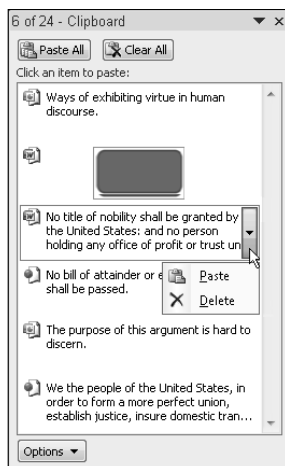 6 of 24 - Clipboard
Paste All Clear All
Click an item to paste:
Ways of exhibiting virtue in human
discourse.
No title of nobility shall be granted by
the United States: and no person
holding any office of profit or trust un
No bill of attainder or e
shall be passed.
Paste
Delete
The purpose of this argument is hard to
discern.
We the people of the United States, in
order to form a more perfect union,
establish justice, insure domestic tran...
Options